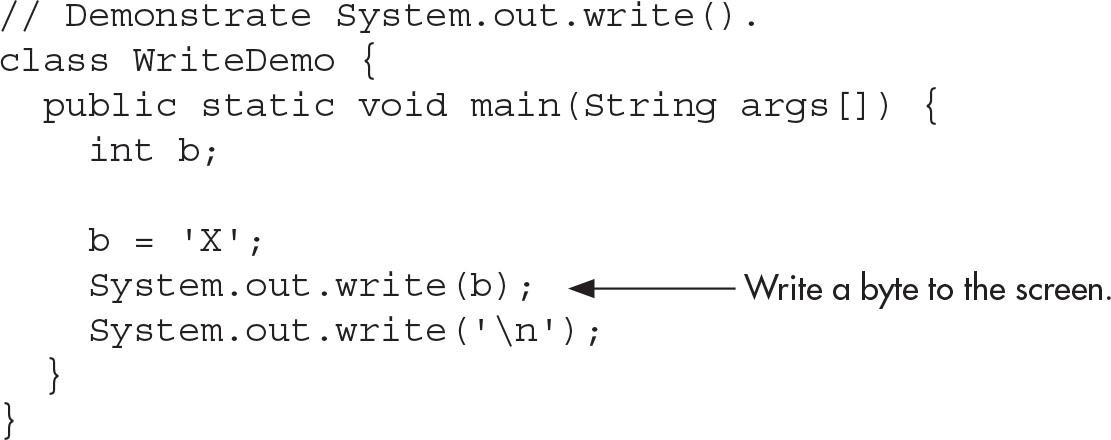 // Demonstrate System.out.write().
class WriteDemo {
  public static void main(String args[]) {
    int b;

    b = 'X';
    System.out.write(b);  Write a byte to the screen.
    System.out.write('\n');
  }
}